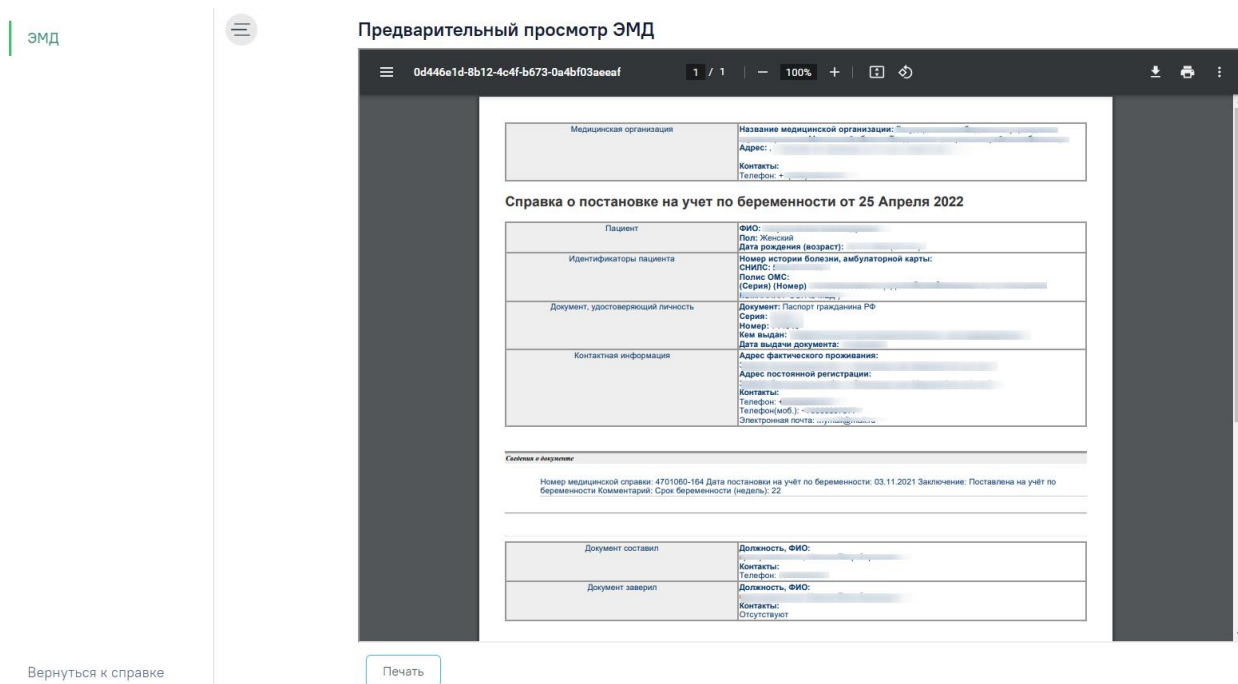 ЭМД
Предварительный просмотр ЭМД
0d446e1d-8b12-4c4f-b673-0a4bf03aeeaf 1 / 1 100%
Медицинская организация
Название медицинской организации:
Адрес: ,
Контакты:
Телефон: +
Справка о постановке на учет по беременности от 25 Апреля 2022
Пациент
ФИО:
Пол: Женский
Дата рождения (возраст):
Идентификаторы пациента
Номер истории болезни, амбулаторной карты:
СНИЛС:
Полис ОМС:
(Серия) (Номер)
Документ, удостоверяющий личность
Документ: Паспорт гражданина РФ
Серия:
Номер:
Кем выдан:
Дата выдачи документа:
Контактная информация
Адрес фактического проживания:
Адрес постоянной регистрации:
Контакты:
Телефон:
Телефон(моб.):
Электронная почта:
Сведения о документе
Номер медицинской справки: 4701060-164 Дата постановки на учёт по беременности: 03.11.2021 Заключение: Поставлена на учёт по
беременности Комментарий: Срок беременности (недель): 22
Документ составил
Должность, ФИО:
Контакты:
Телефон:
Документ заверил
Должность, ФИО:
Контакты:
Отсутствуют
Вернуться к справке
Печать